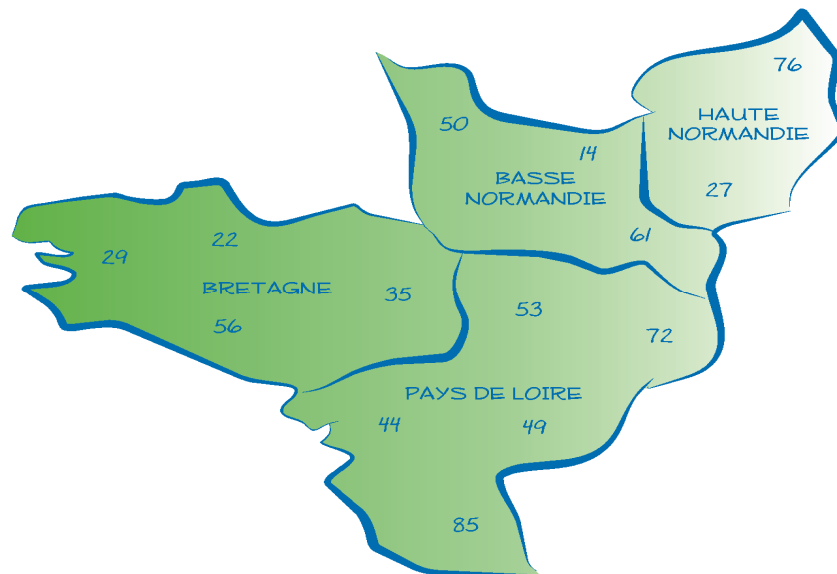 76
HAUTE
NORMANDIE
50
14
BASSE
NORMANDIE
27
61
22
29
BRETAGNE
35
56
53
72
PAYS DE LOIRE
44
49
85